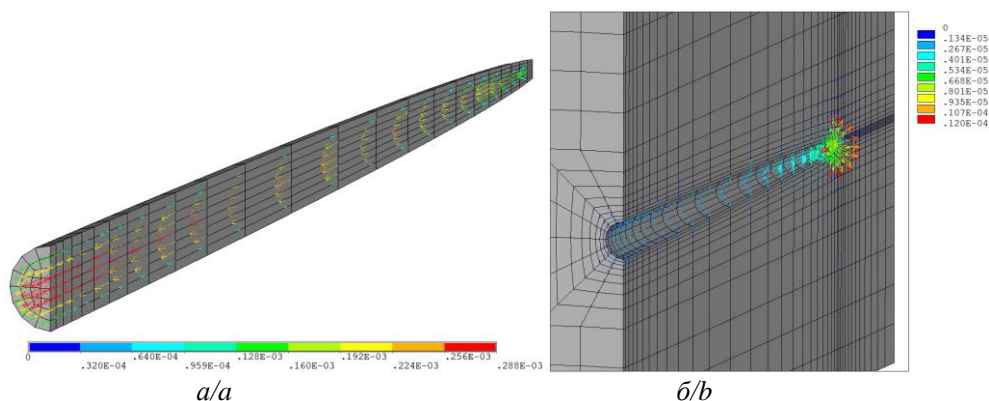 0
.134E-05
.267E-05
.401E-05
.534E-05
.668E-05
.801E-05
.935E-05
.107E-04
.120E-04
0 .640E-04 .128E-03 .192E-03 .256E-03
.320E-04 .959E-04 .160E-03 .224E-03 .288E-03
а/a б/b